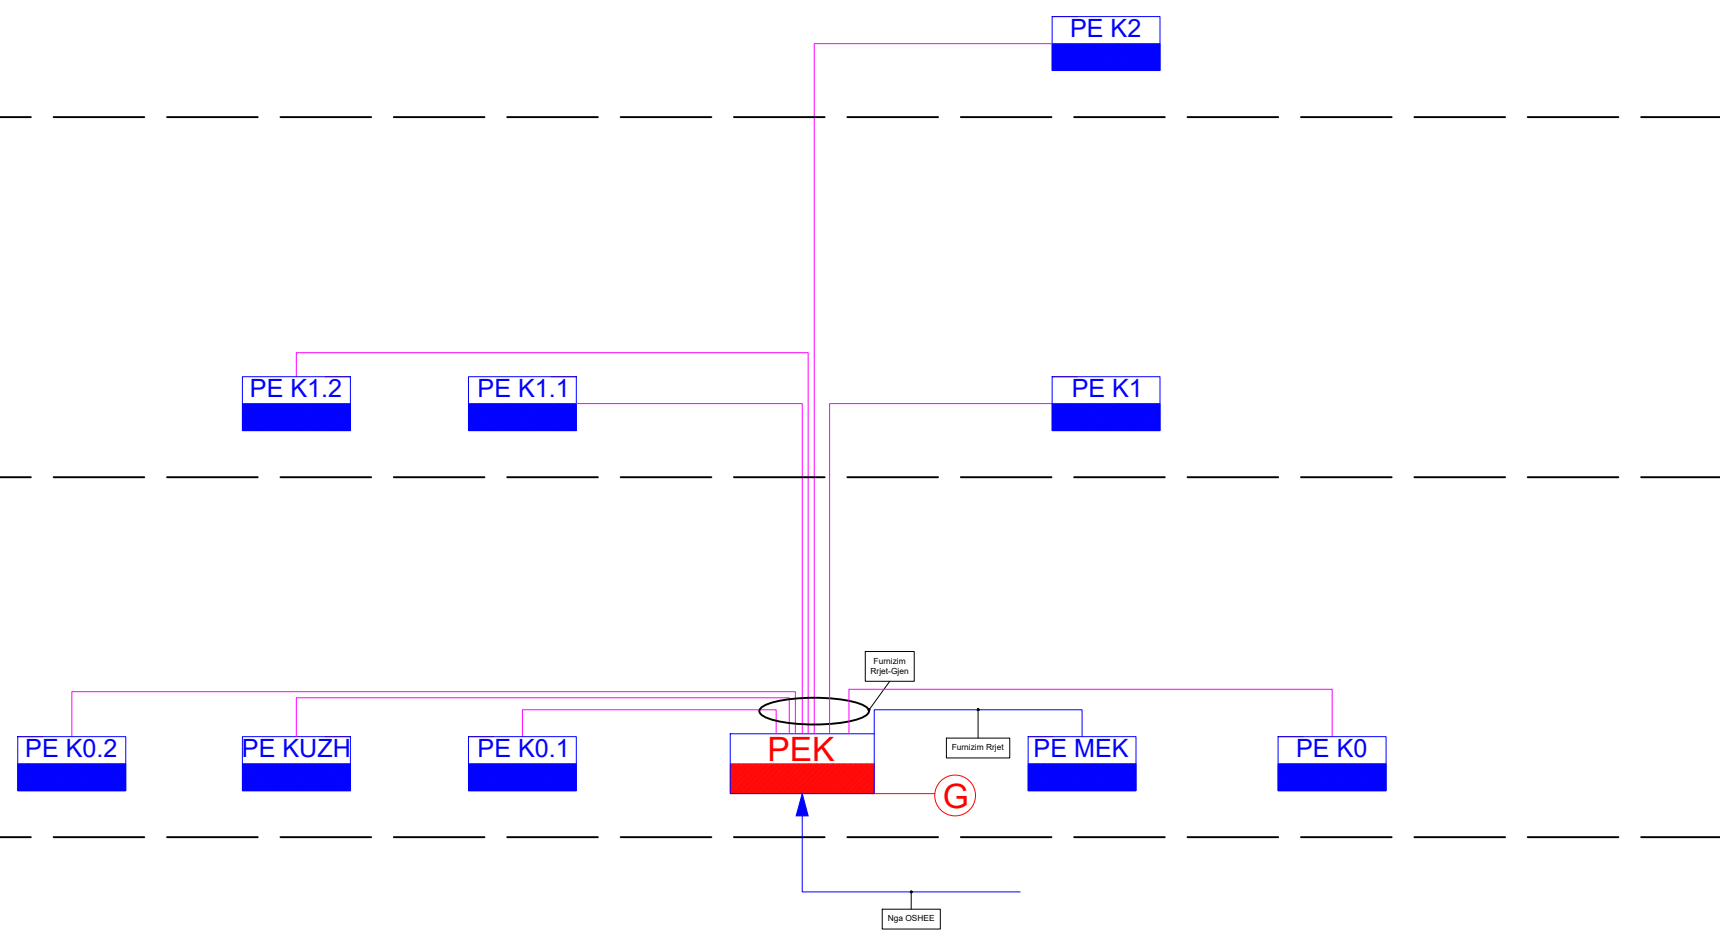 PE K2
PE K1.2
PE K1.1
PE K1
Furnizim
Rrjet-Gjen
PE K0.2
PE KUZH
PE K0.1
PEK
Furnizim Rrjet
PE MEK
PE K0
G
Nga OSHEE